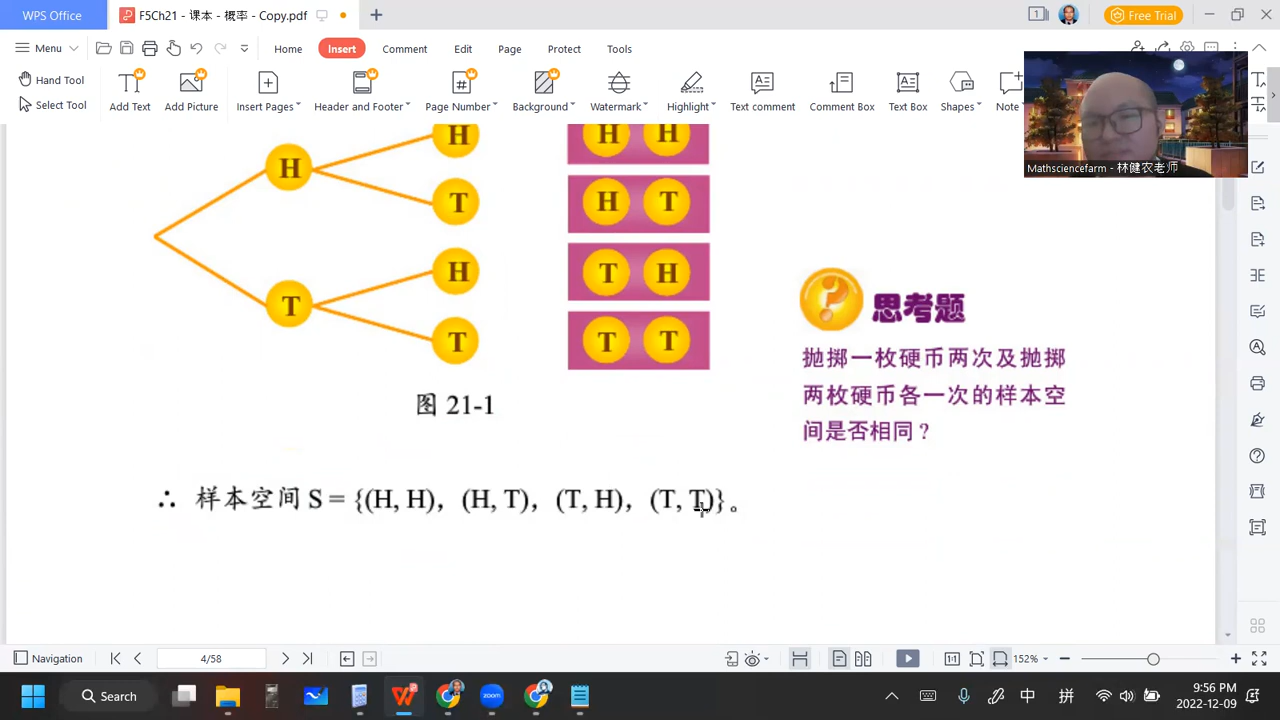 WPS Office
F5Ch21 - 课本 - 概率 - Copy.pdf
1
Free Trial
Menu
Home
Insert
Comment
Edit
Page
Protect
Tools
Hand Tool
Select Tool
Add Text
Add Picture
Insert Pages
Header and Footer
Page Number
Background
Watermark
Highlight
Text comment
Comment Box
Text Box
Shapes
Note
Mathsciencefarm - 林健农老师
H
H
T
T
H
T
H H
H T
T H
T T
图 21-1
思考题
抛掷一枚硬币两次及抛掷
两枚硬币各一次的样本空
间是否相同？
∴ 样本空间 S = {(H, H)，(H, T)，(T, H)，(T, T)}。
Navigation
4/58
1:1
152%
Search
zoom
中
拼
9:56 PM
2022-12-09